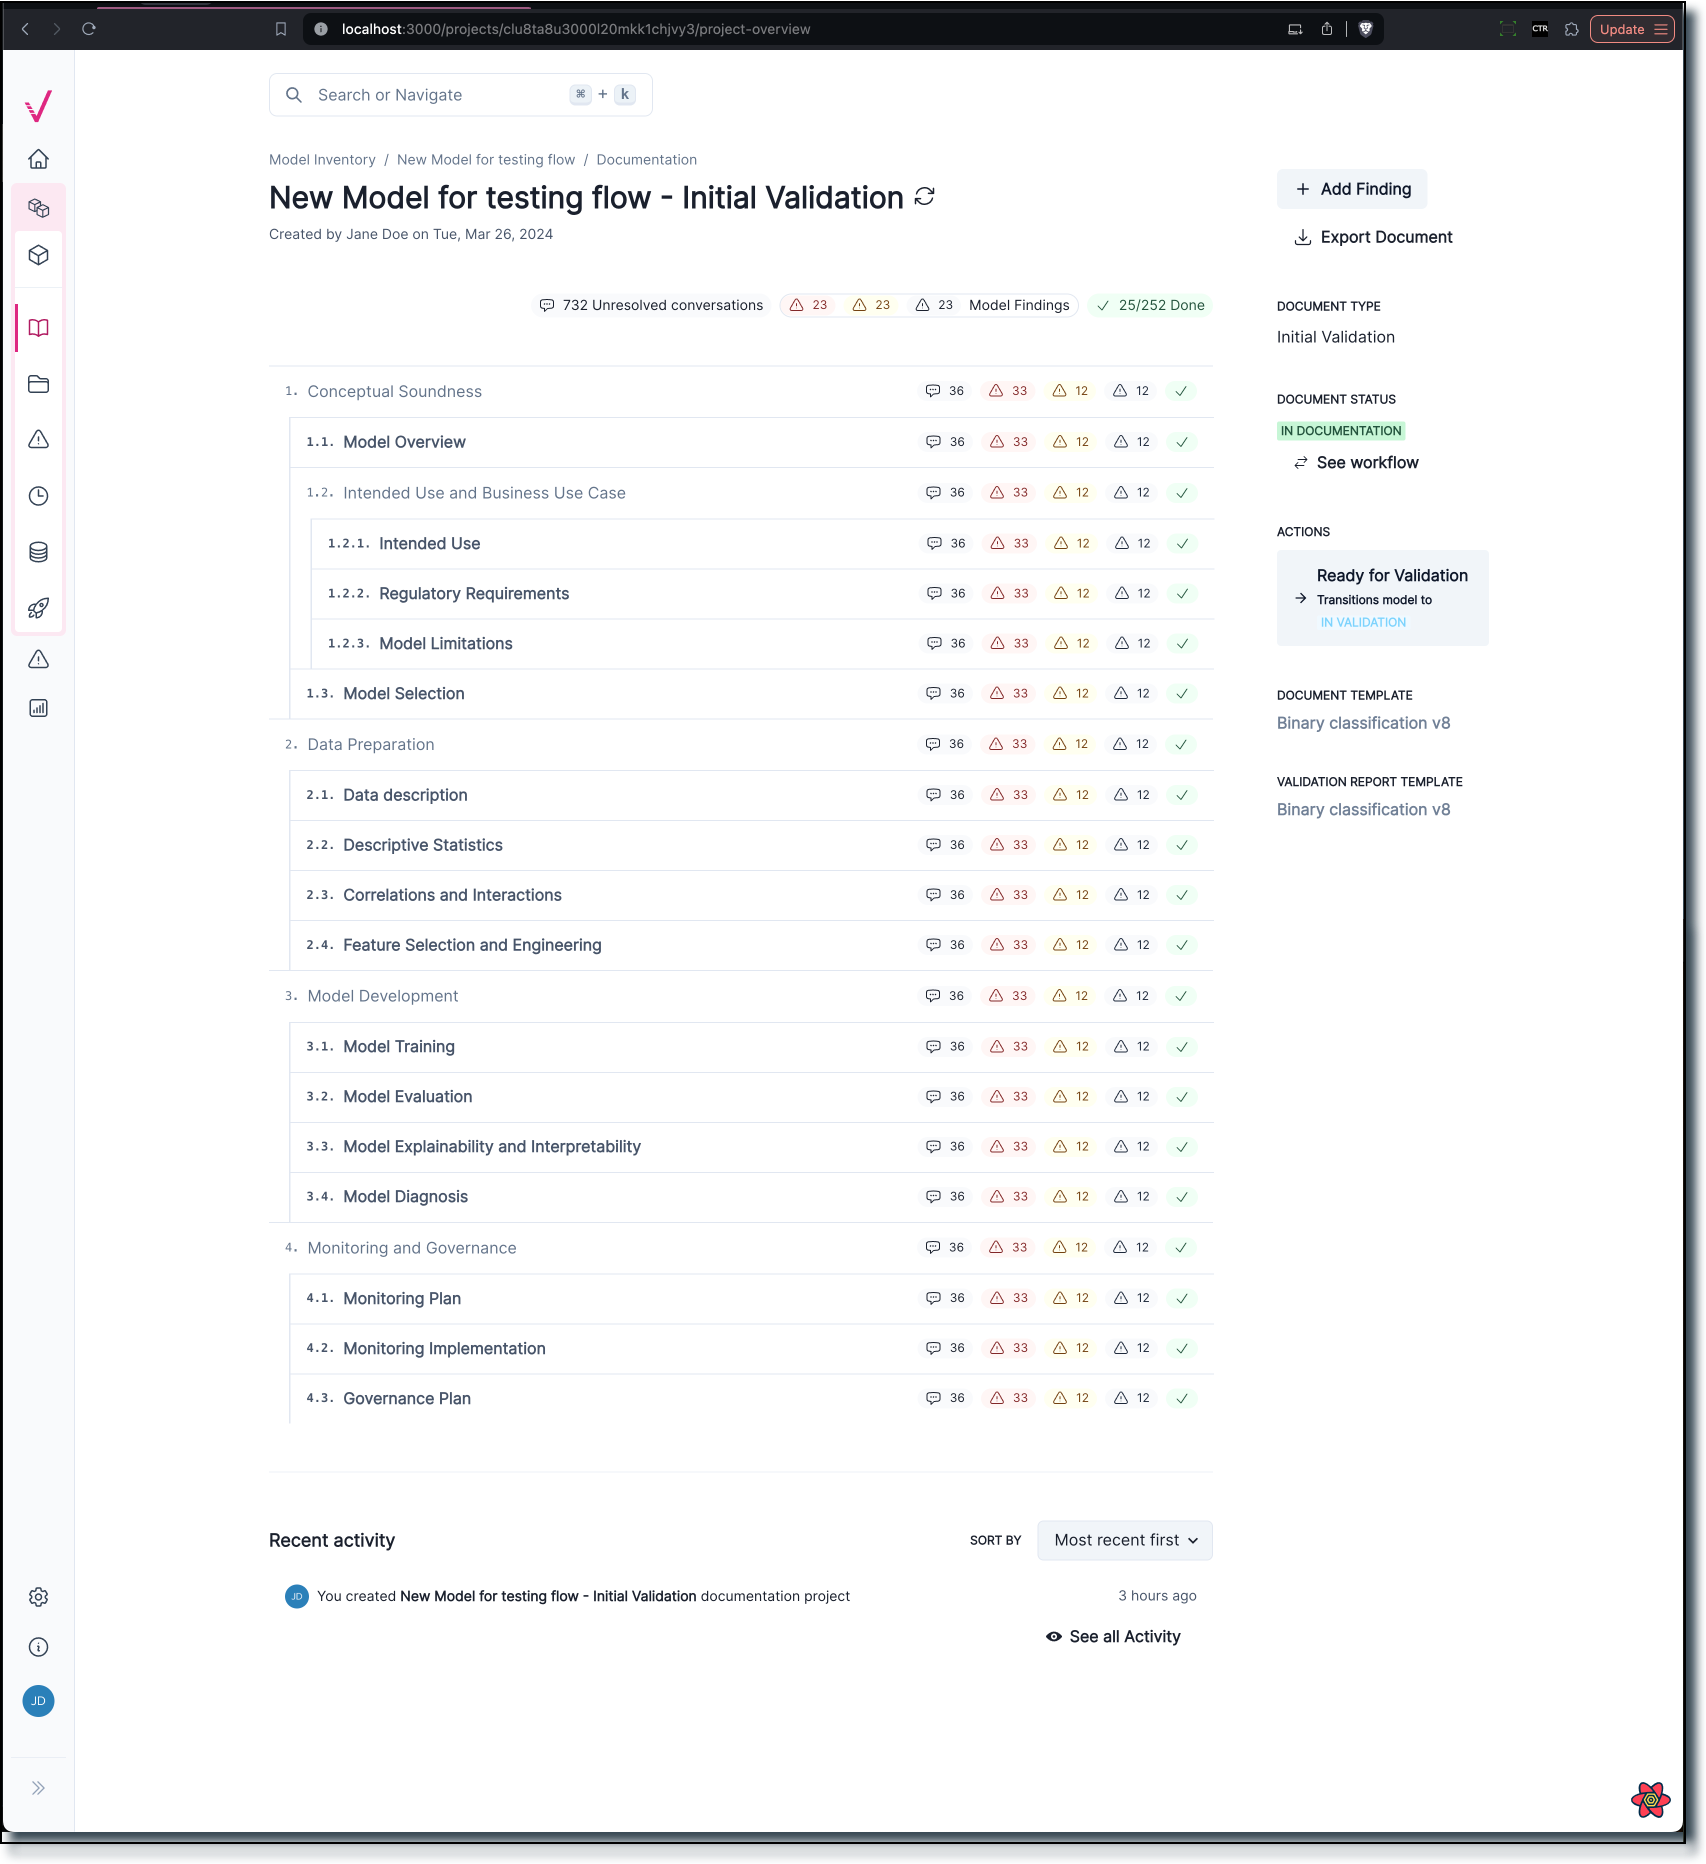 localhost:3000/projects/clu8ta8u3000l20mkk1chjvy3/project-overview
CTR
Update
Search or Navigate ⌘ + k
Model Inventory / New Model for testing flow / Documentation
New Model for testing flow - Initial Validation
Created by Jane Doe on Tue, Mar 26, 2024
+ Add Finding
Export Document
732 Unresolved conversations 23 23 23 Model Findings 25/252 Done
DOCUMENT TYPE
Initial Validation
DOCUMENT STATUS
IN DOCUMENTATION
See workflow
ACTIONS
Ready for Validation
Transitions model to
IN VALIDATION
DOCUMENT TEMPLATE
Binary classification v8
VALIDATION REPORT TEMPLATE
Binary classification v8
1. Conceptual Soundness 36 33 12 12
1.1. Model Overview 36 33 12 12
1.2. Intended Use and Business Use Case 36 33 12 12
1.2.1. Intended Use 36 33 12 12
1.2.2. Regulatory Requirements 36 33 12 12
1.2.3. Model Limitations 36 33 12 12
1.3. Model Selection 36 33 12 12
2. Data Preparation 36 33 12 12
2.1. Data description 36 33 12 12
2.2. Descriptive Statistics 36 33 12 12
2.3. Correlations and Interactions 36 33 12 12
2.4. Feature Selection and Engineering 36 33 12 12
3. Model Development 36 33 12 12
3.1. Model Training 36 33 12 12
3.2. Model Evaluation 36 33 12 12
3.3. Model Explainability and Interpretability 36 33 12 12
3.4. Model Diagnosis 36 33 12 12
4. Monitoring and Governance 36 33 12 12
4.1. Monitoring Plan 36 33 12 12
4.2. Monitoring Implementation 36 33 12 12
4.3. Governance Plan 36 33 12 12
Recent activity
SORT BY Most recent first
JD You created New Model for testing flow - Initial Validation documentation project 3 hours ago
See all Activity
JD